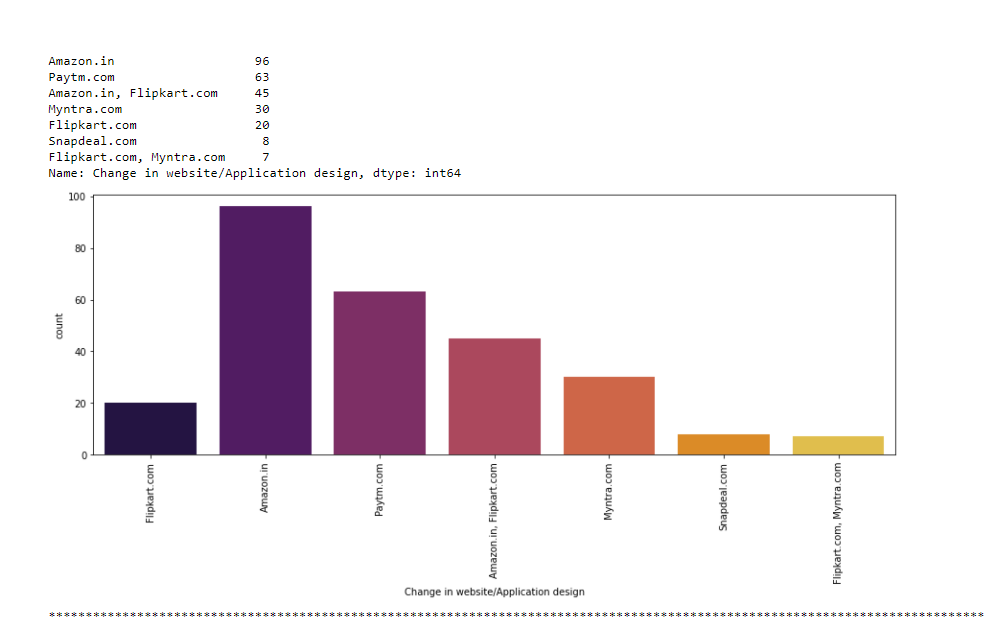 Amazon.in 96
Paytm.com 63
Amazon.in, Flipkart.com 45
Myntra.com 30
Flipkart.com 20
Snapdeal.com 8
Flipkart.com, Myntra.com 7
Name: Change in website/Application design, dtype: int64
100
80
60
40
20
0
count
Flipkart.com
Amazon.in
Paytm.com
Amazon.in, Flipkart.com
Myntra.com
Snapdeal.com
Flipkart.com, Myntra.com
Change in website/Application design
*******************************************************************************************************************************